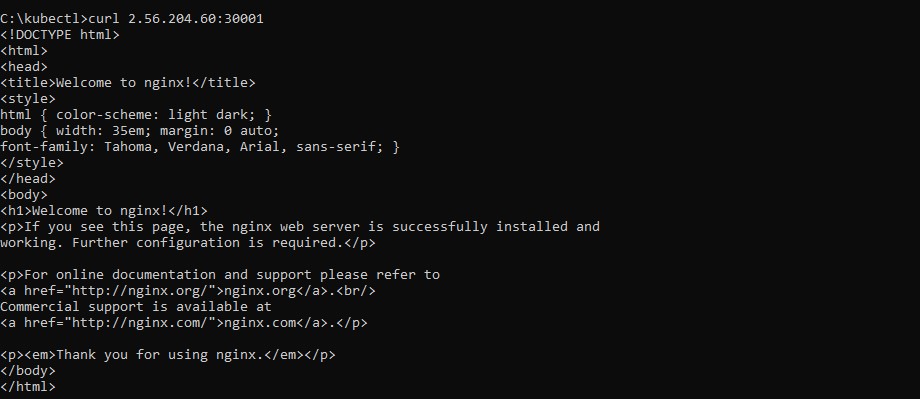 C:\kubectl>curl 2.56.204.60:30001
<!DOCTYPE html>
<html>
<head>
<title>Welcome to nginx!</title>
<style>
html { color-scheme: light dark; }
body { width: 35em; margin: 0 auto;
font-family: Tahoma, Verdana, Arial, sans-serif; }
</style>
</head>
<body>
<h1>Welcome to nginx!</h1>
<p>If you see this page, the nginx web server is successfully installed and
working. Further configuration is required.</p>

<p>For online documentation and support please refer to
<a href="http://nginx.org/">nginx.org</a>.<br/>
Commercial support is available at
<a href="http://nginx.com/">nginx.com</a>.</p>

<p><em>Thank you for using nginx.</em></p>
</body>
</html>